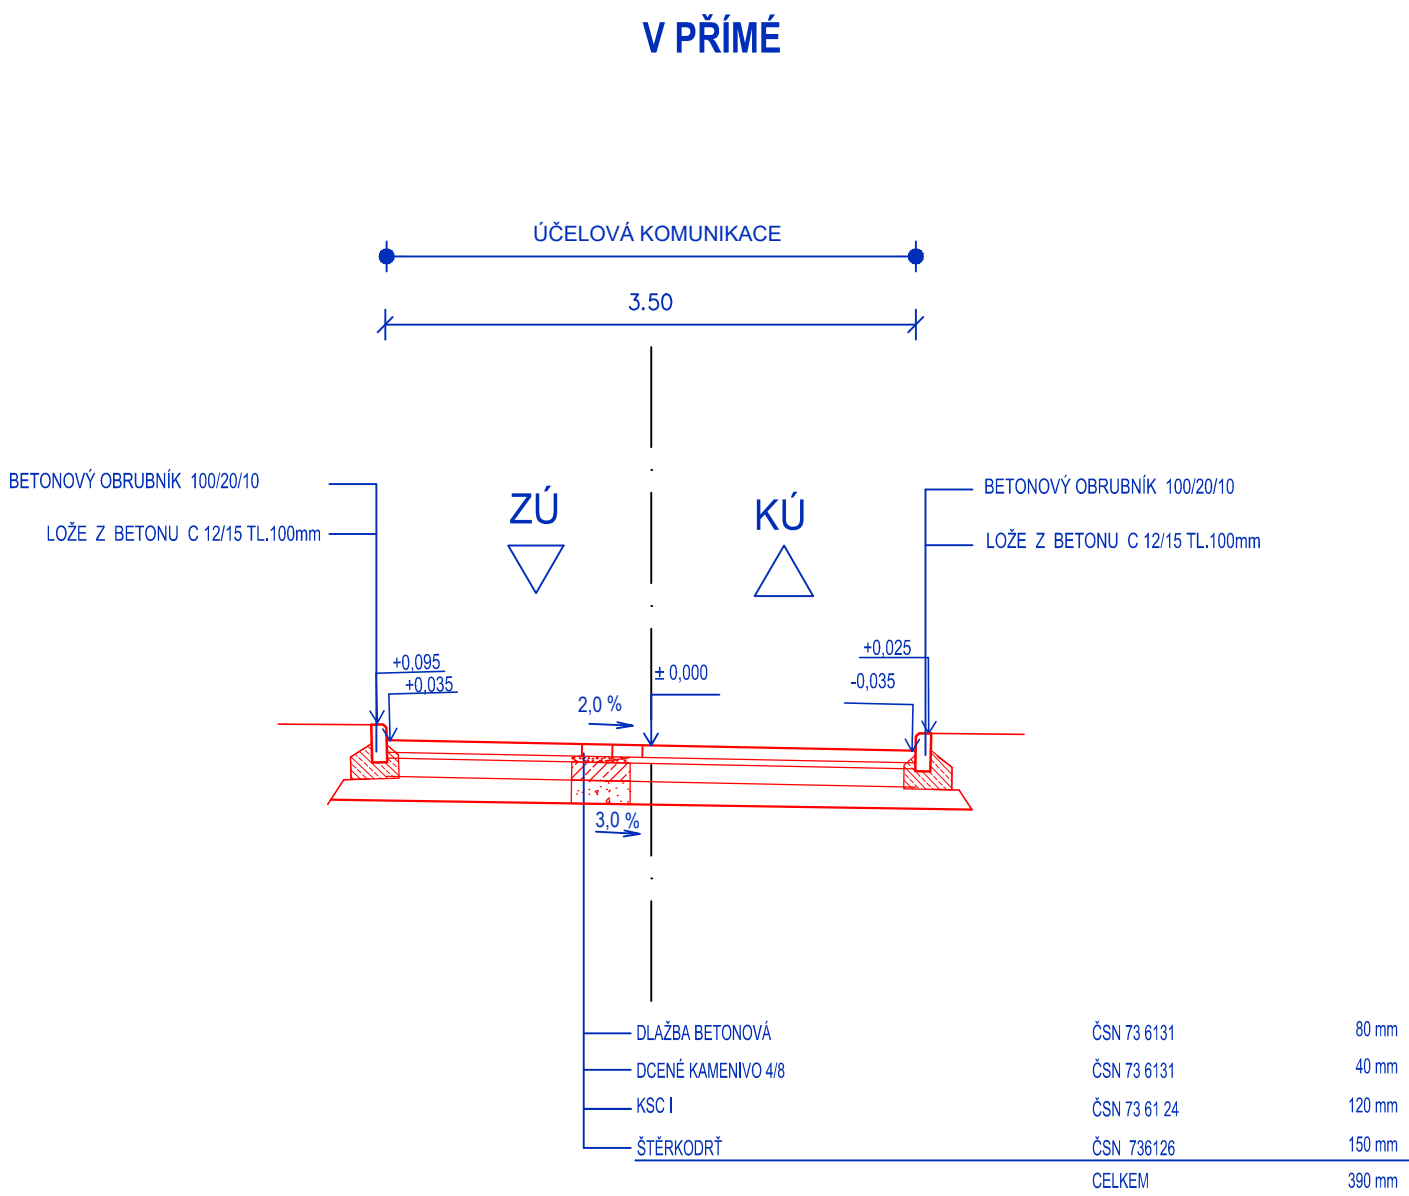 V PŘÍMÉ
ÚČELOVÁ KOMUNIKACE
3.50
BETONOVÝ OBRUBNÍK 100/20/10
LOŽE Z BETONU C 12/15 TL.100mm
ZÚ
KÚ
BETONOVÝ OBRUBNÍK 100/20/10
LOŽE Z BETONU C 12/15 TL.100mm
+0,095
+0,035
2,0 %
± 0,000
+0,025
-0,035
3,0 %
DLAŽBA BETONOVÁ ČSN 73 6131 80 mm
DCENÉ KAMENIVO 4/8 ČSN 73 6131 40 mm
KSC I ČSN 73 61 24 120 mm
ŠTĚRKODRŤ ČSN 736126 150 mm
CELKEM 390 mm